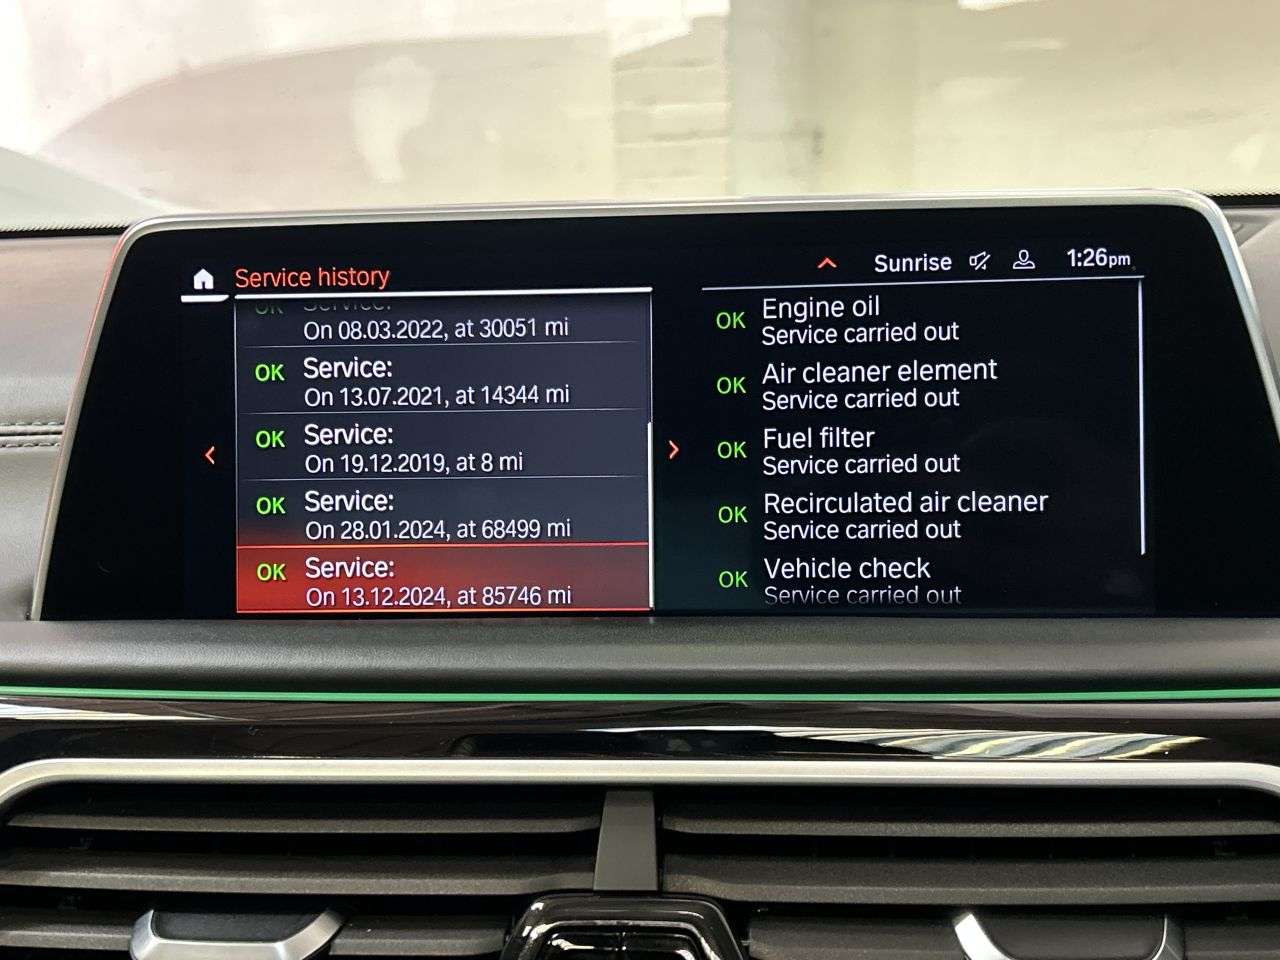 Service history
Sunrise
1:26pm
OK Service:
On 08.03.2022, at 30051 mi
OK Service:
On 13.07.2021, at 14344 mi
OK Service:
On 19.12.2019, at 8 mi
OK Service:
On 28.01.2024, at 68499 mi
OK Service:
On 13.12.2024, at 85746 mi
OK Engine oil
Service carried out
OK Air cleaner element
Service carried out
OK Fuel filter
Service carried out
OK Recirculated air cleaner
Service carried out
OK Vehicle check
Service carried out